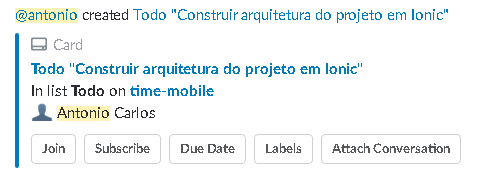 @antonio created Todo "Construir arquitetura do projeto em Ionic"
Card
Todo "Construir arquitetura do projeto em Ionic"
In list Todo on time-mobile
Antonio Carlos
Join Subscribe Due Date Labels Attach Conversation